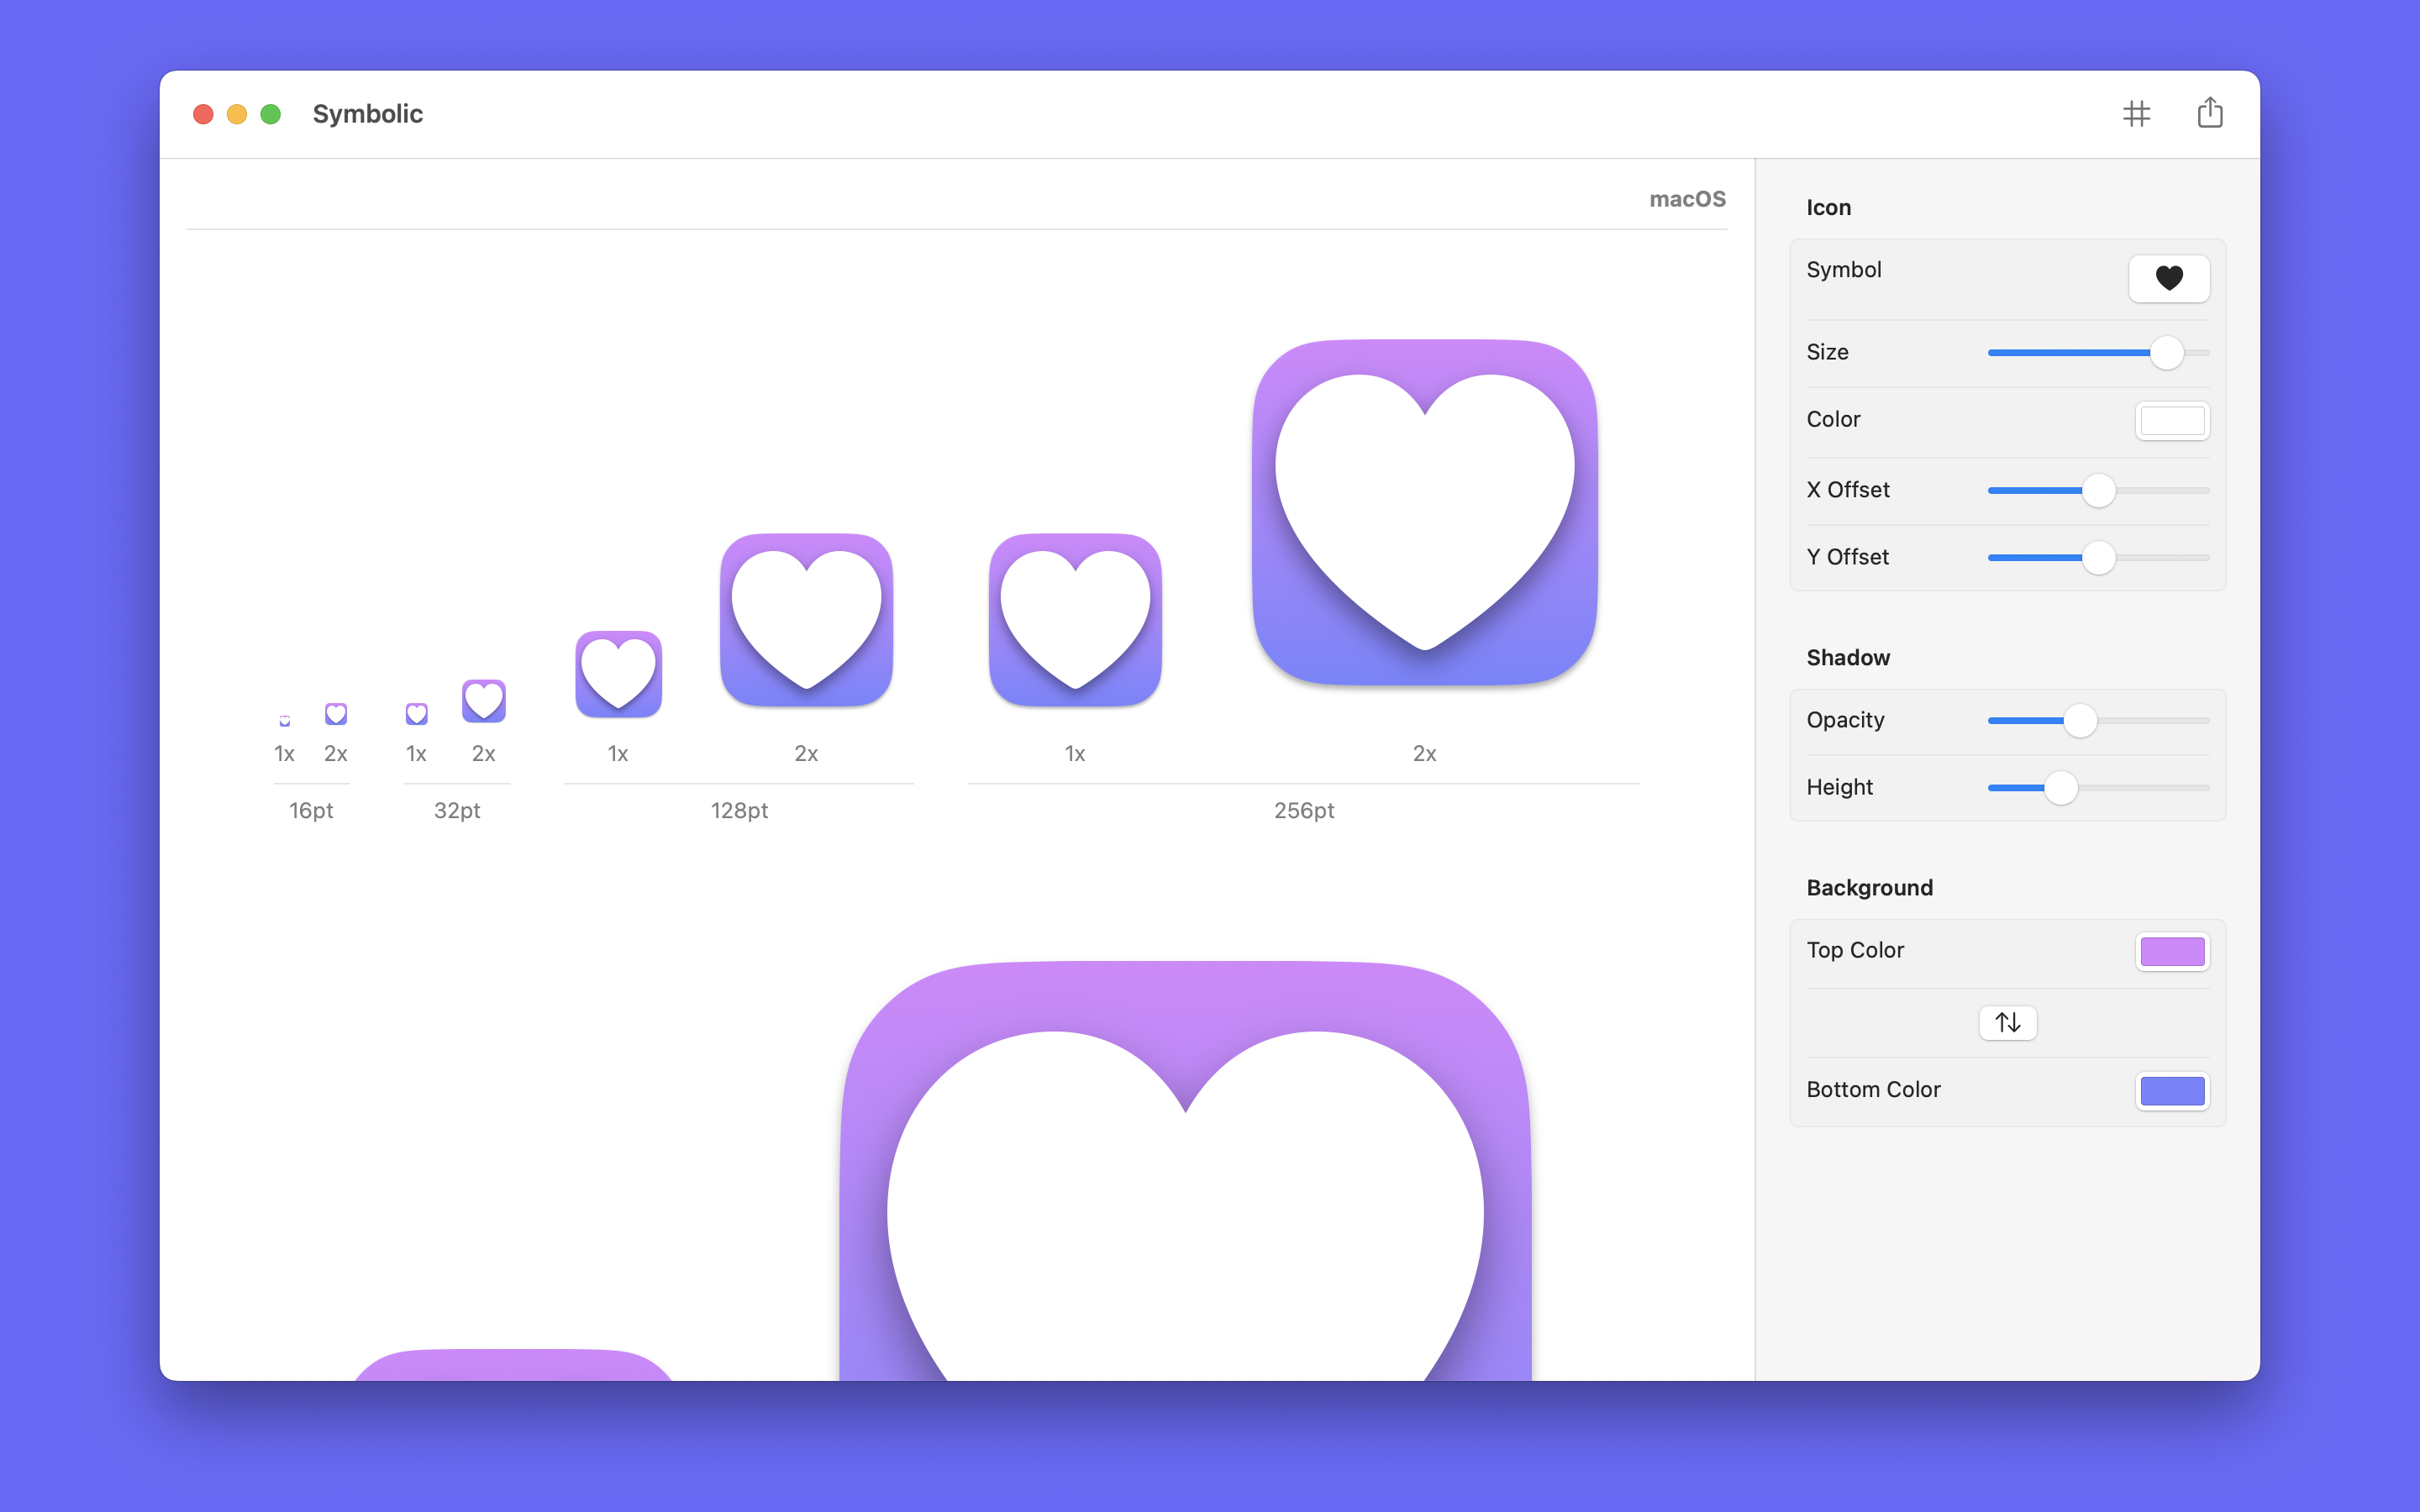 Symbolic
macOS
1x 2x 1x 2x 1x 2x 1x 2x
16pt 32pt 128pt 256pt
Icon
Symbol
Size
Color
X Offset
Y Offset
Shadow
Opacity
Height
Background
Top Color
Bottom Color